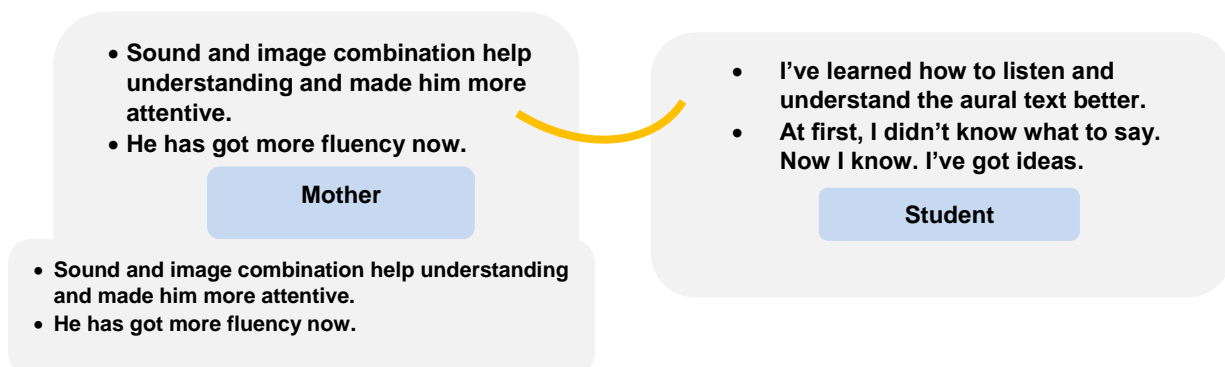 • Sound and image combination help
understanding and made him more
attentive.
• He has got more fluency now.
Mother
• I’ve learned how to listen and
understand the aural text better.
• At first, I didn’t know what to say.
Now I know. I’ve got ideas.
Student
• Sound and image combination help understanding
and made him more attentive.
• He has got more fluency now.